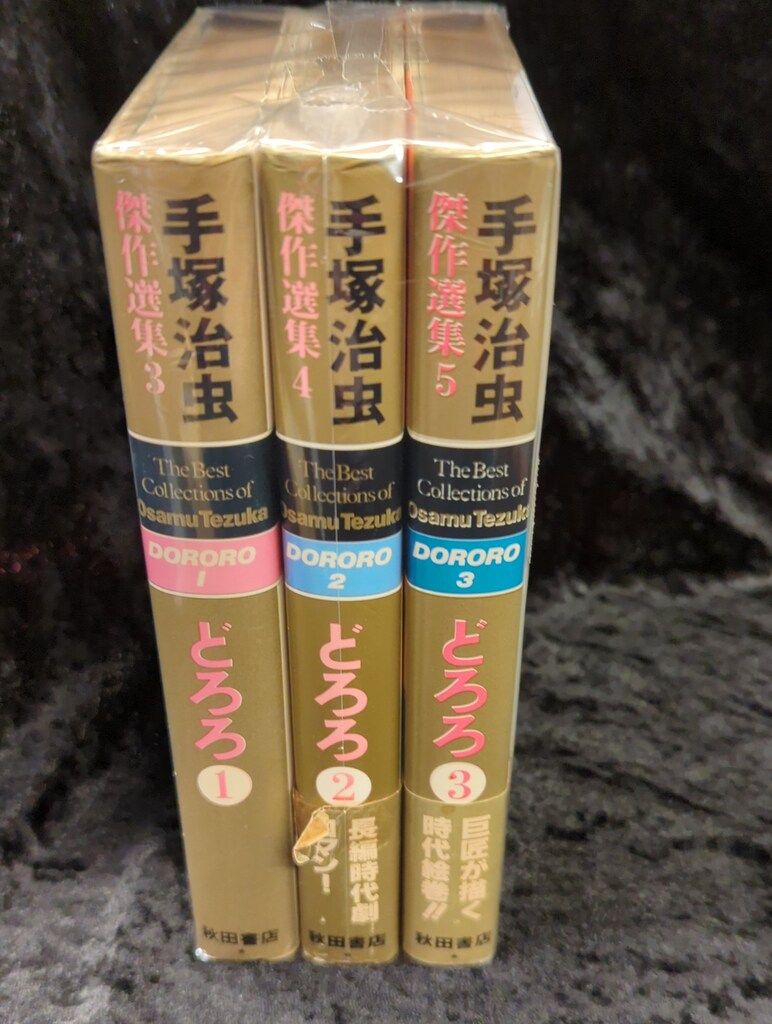 手塚治虫
傑作選集3
The Best
Collections of
Osamu Tezuka
DORORO
1
どろろ
1
秋田書店
手塚治虫
傑作選集4
The Best
Collections of
Osamu Tezuka
DORORO
2
どろろ
2
長編時代劇
マン!
秋田書店
手塚治虫
傑作選集5
The Best
Collections of
Osamu Tezuka
DORORO
3
どろろ
3
巨匠が描く
時代絵巻!!
秋田書店